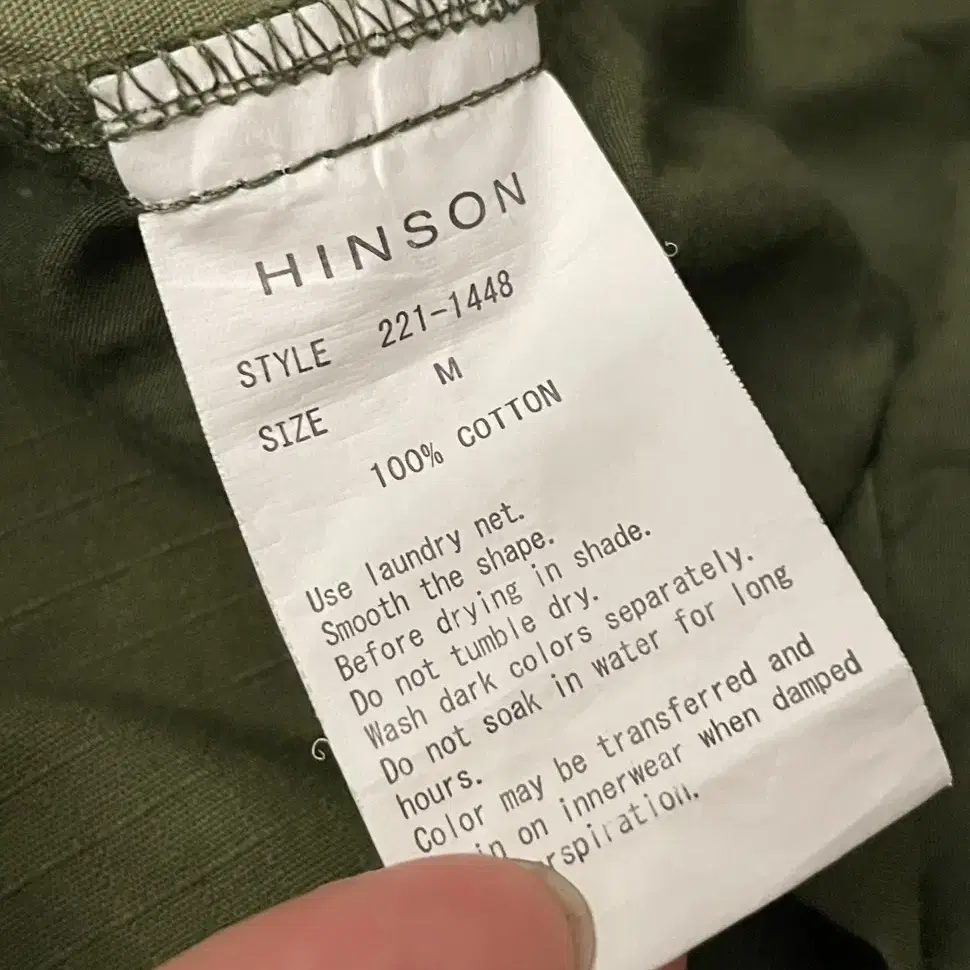 HINSON
STYLE 221-1448
SIZE M
100% COTTON
Use laundry net.
Smooth the shape.
Before drying in shade.
Do not tumble dry.
Wash dark colors separately.
Do not soak in water for long
hours.
Color may be transferred and
on innerwear when damped